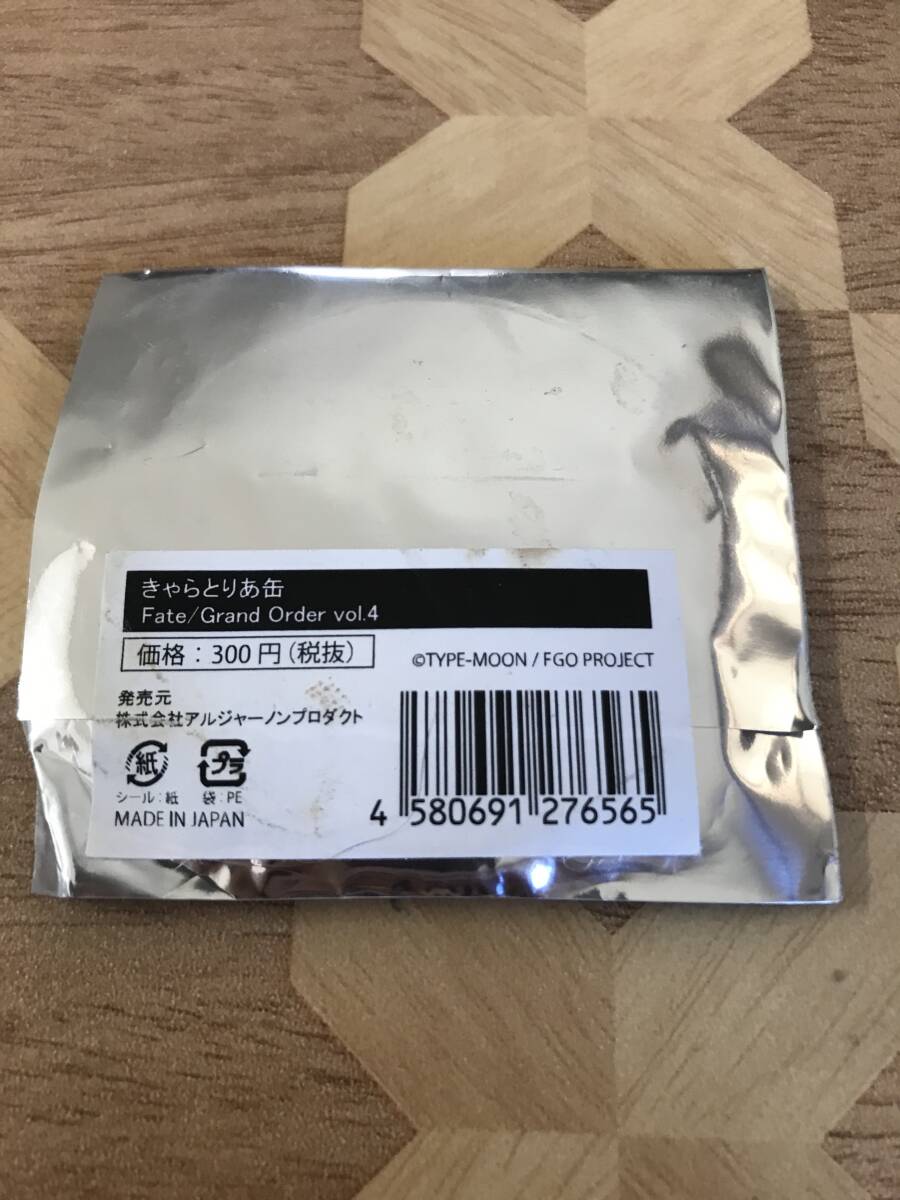 きゃらとりあ缶
Fate/Grand Order vol.4
価格：300円（税抜）
©TYPE-MOON / FGO PROJECT
発売元
株式会社アルジャーノンプロダクト
紙 プラ
シール：紙 袋：PE
MADE IN JAPAN
4 580691 276565